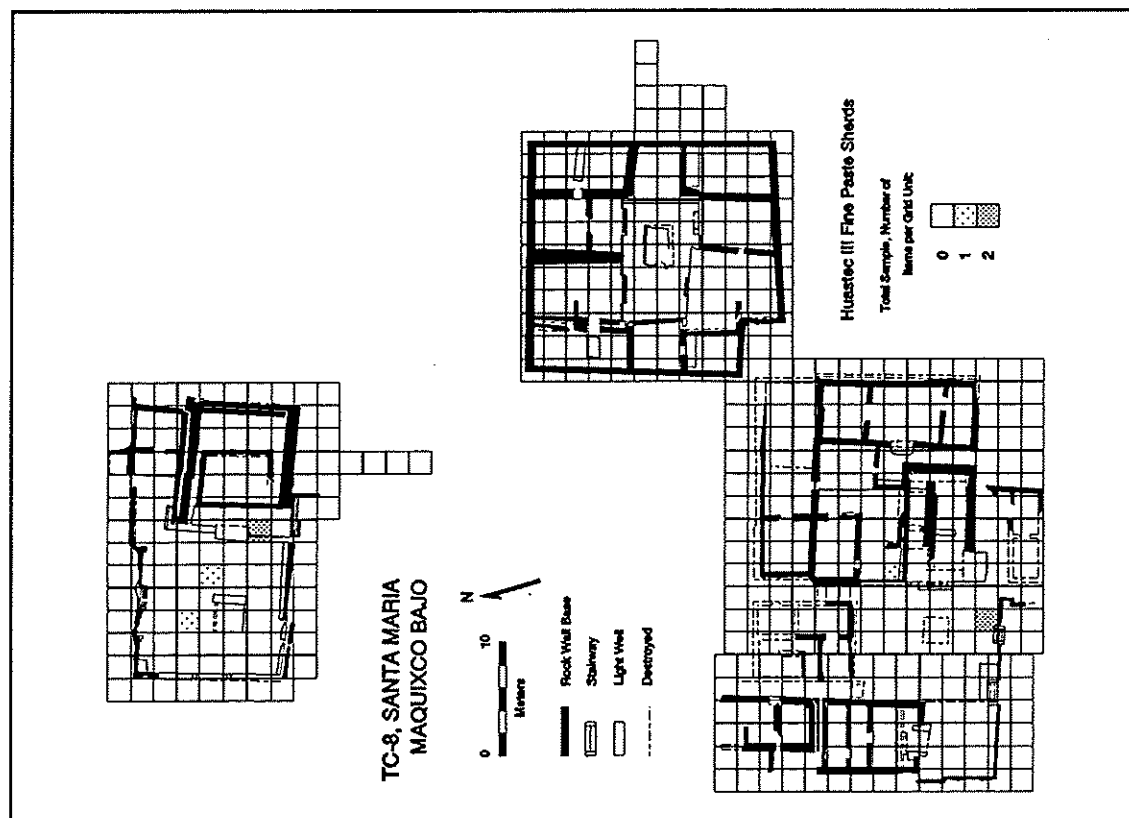 TC-8, SANTA MARIA
MAQUIXCO BAJO
N
0 10
Meters
Rock Wall Base
Stairway
Light Well
Destroyed
Huastec III Fine Paste Sherds
Total Sample, Number of
Items per Grid Unit:
0
1
2